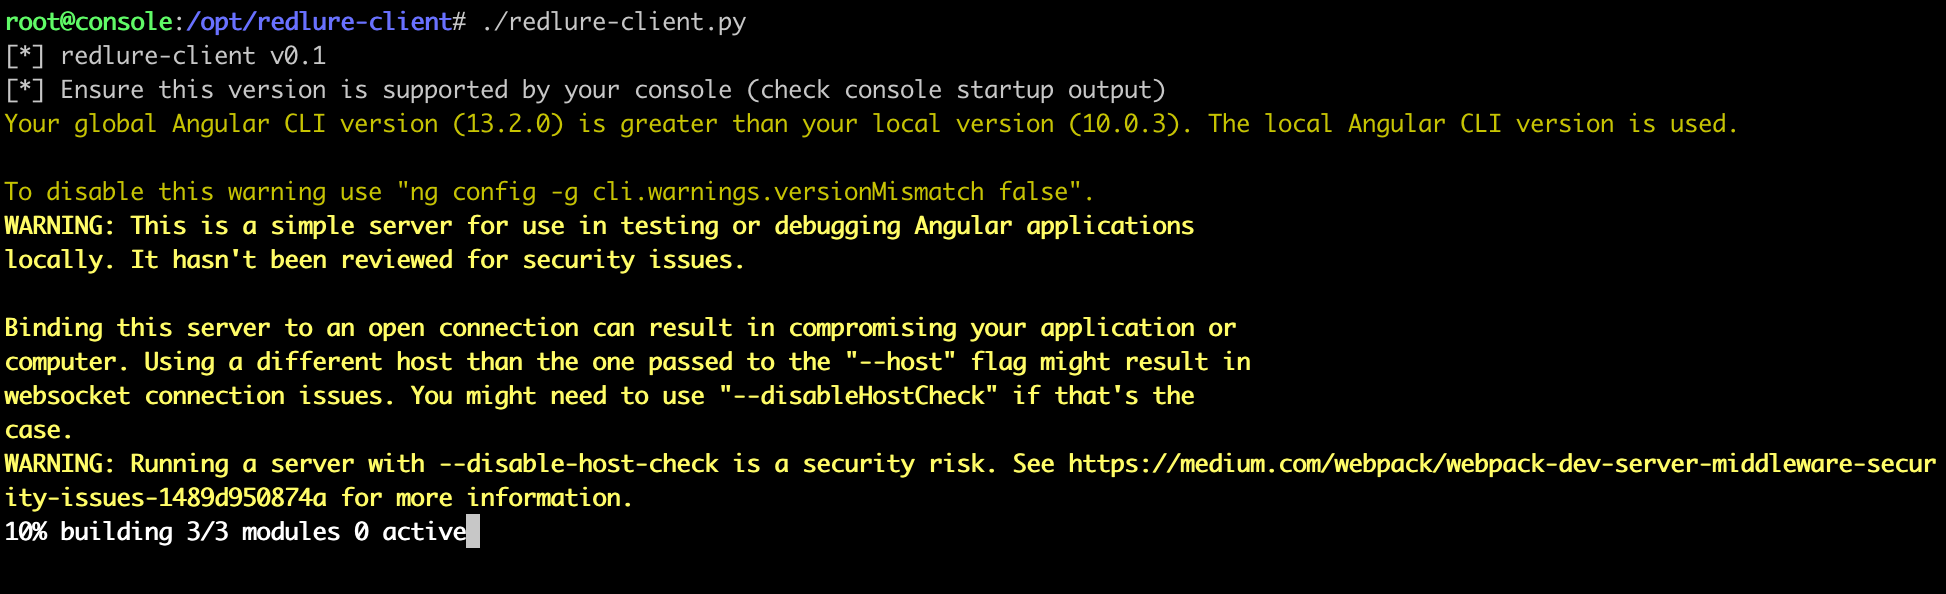 root@console:/opt/redlure-client# ./redlure-client.py
[*] redlure-client v0.1
[*] Ensure this version is supported by your console (check console startup output)
Your global Angular CLI version (13.2.0) is greater than your local version (10.0.3). The local Angular CLI version is used.
To disable this warning use "ng config -g cli.warnings.versionMismatch false".
WARNING: This is a simple server for use in testing or debugging Angular applications
locally. It hasn't been reviewed for security issues.
Binding this server to an open connection can result in compromising your application or
computer. Using a different host than the one passed to the "--host" flag might result in
websocket connection issues. You might need to use "--disableHostCheck" if that's the
case.
WARNING: Running a server with --disable-host-check is a security risk. See https://medium.com/webpack/webpack-dev-server-middleware-secur
ity-issues-1489d950874a for more information.
10% building 3/3 modules 0 active